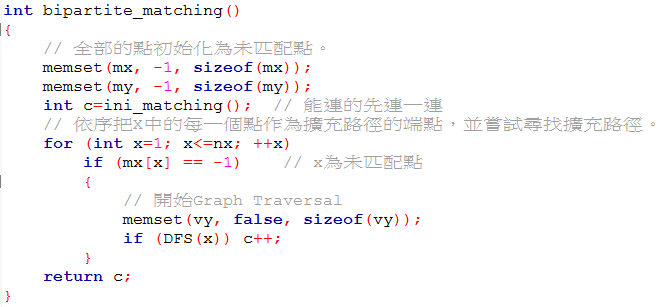 int bipartite_matching()
{
    // 全部的點初始化為未匹配點。
    memset(mx, -1, sizeof(mx));
    memset(my, -1, sizeof(my));
    int c=ini_matching();  // 能連的先連一連
    // 依序把X中的每一個點作為擴充路徑的端點，並嘗試尋找擴充路徑。
    for (int x=1; x<=nx; ++x)
        if (mx[x] == -1)    // x為未匹配點
        {
            // 開始Graph Traversal
            memset(vy, false, sizeof(vy));
            if (DFS(x)) c++;
        }
    return c;
}